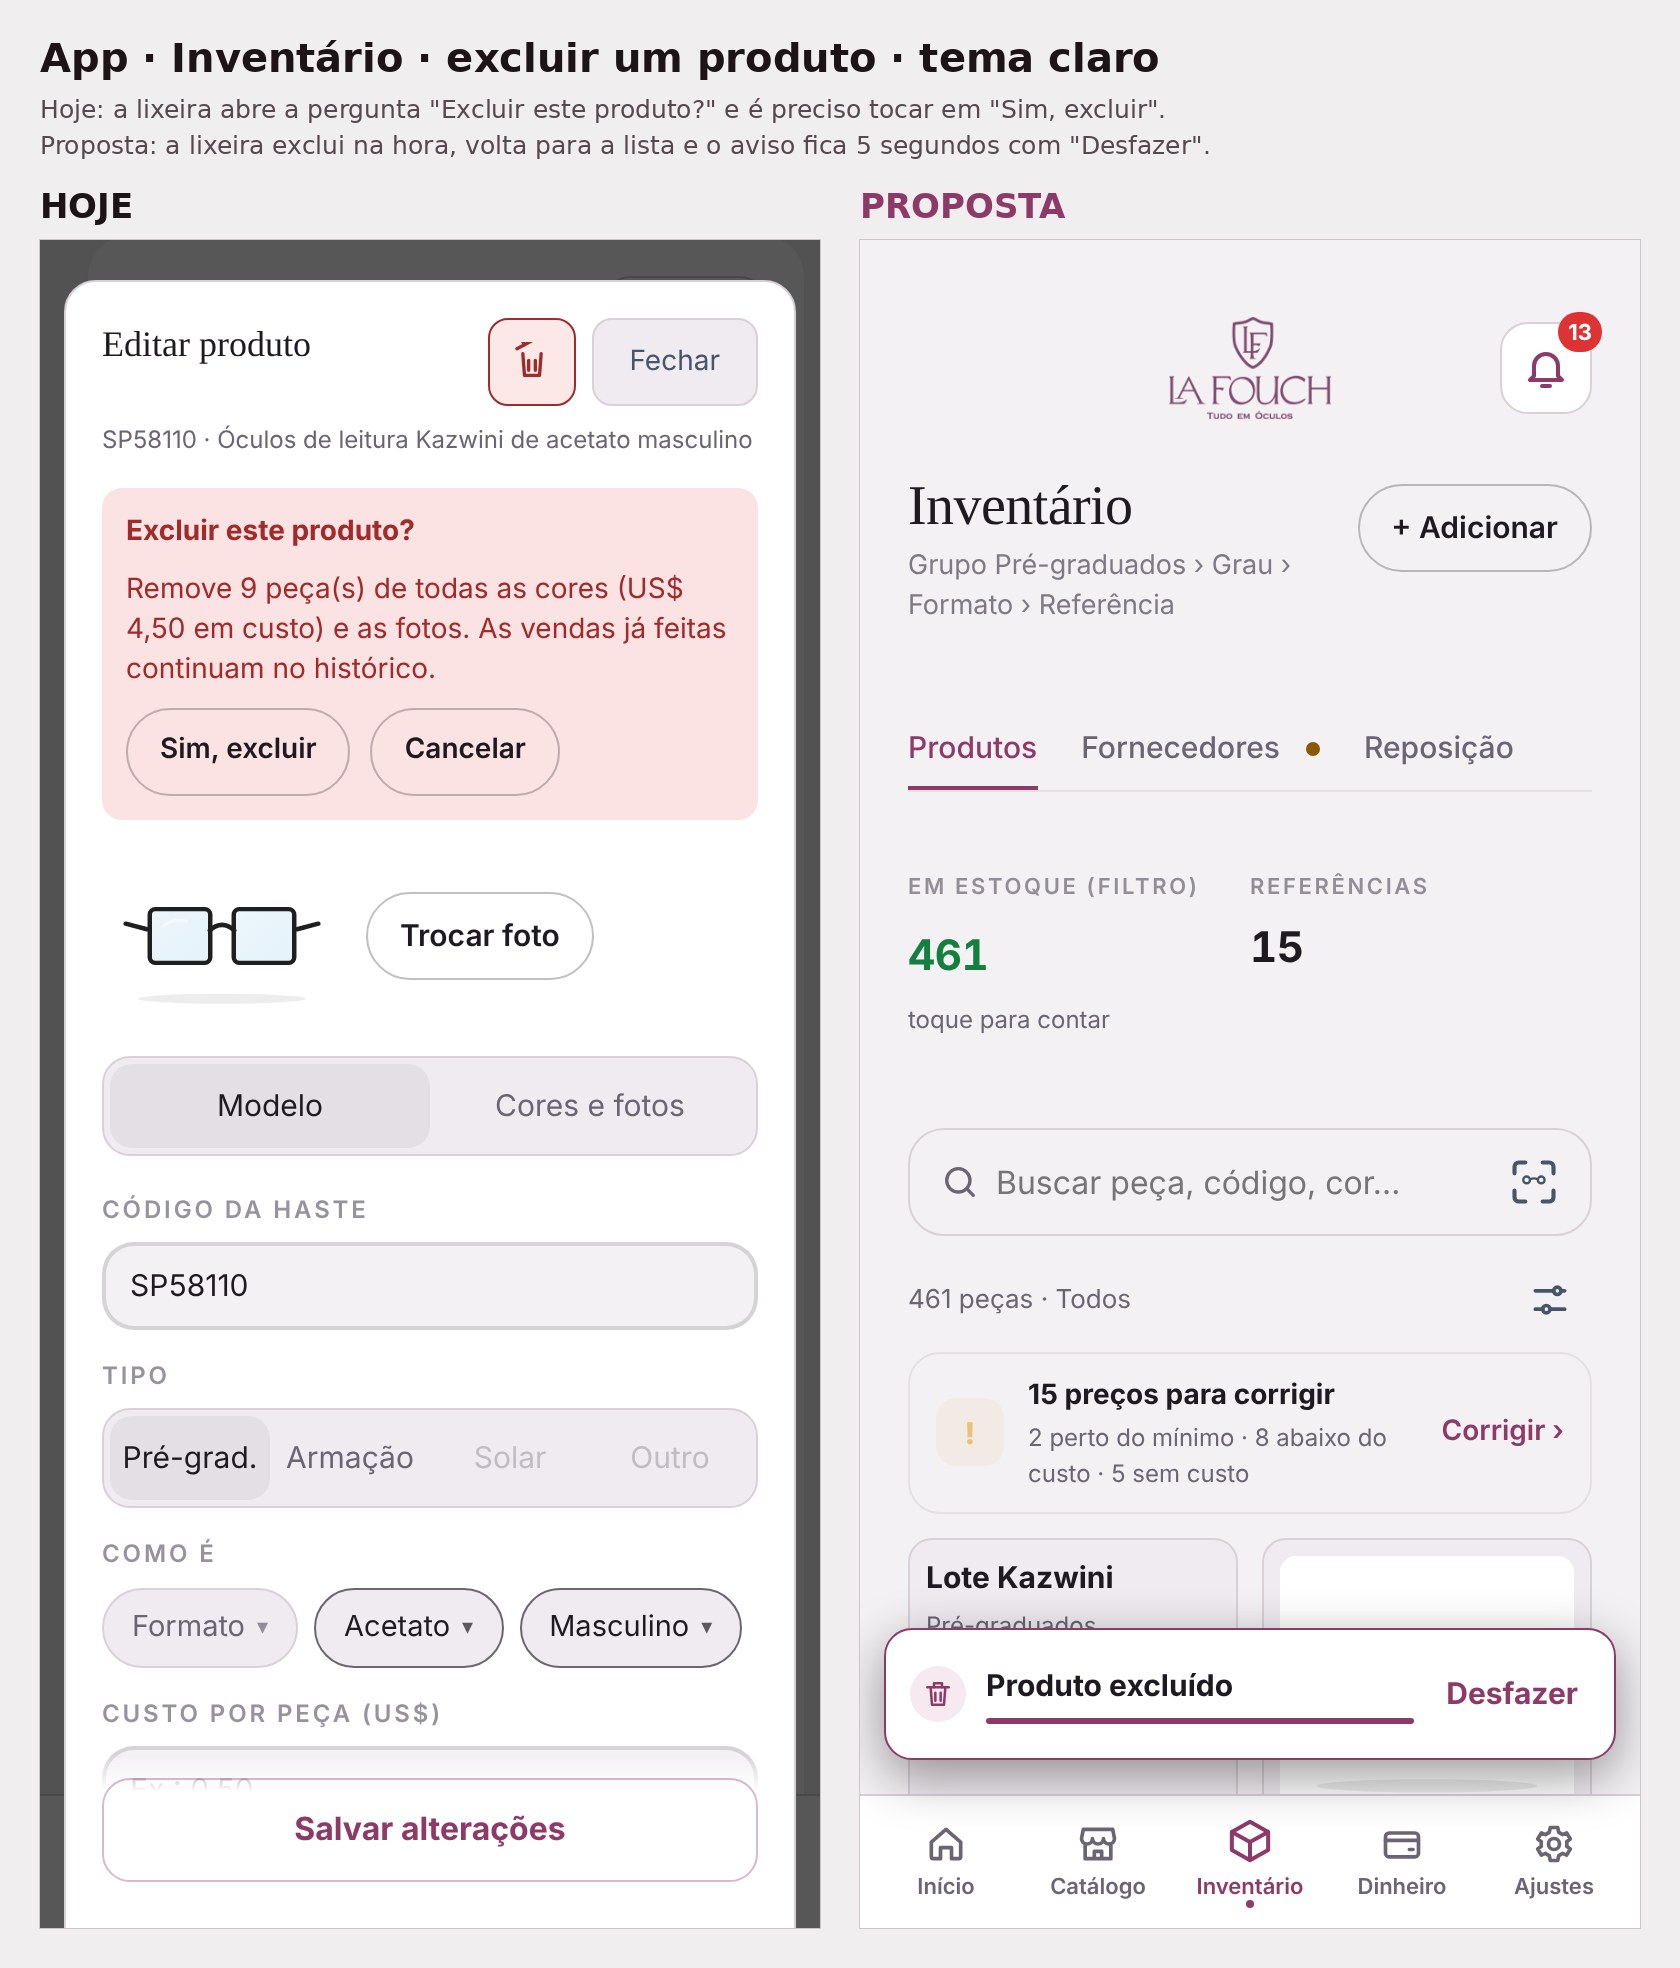 App · Inventário · excluir um produto · tema claro
Hoje: a lixeira abre a pergunta "Excluir este produto?" e é preciso tocar em "Sim, excluir".
Proposta: a lixeira exclui na hora, volta para a lista e o aviso fica 5 segundos com "Desfazer".
HOJE
Editar produto
Fechar
SP58110 · Óculos de leitura Kazwini de acetato masculino
Excluir este produto?
Remove 9 peça(s) de todas as cores (US$
4,50 em custo) e as fotos. As vendas já feitas
continuam no histórico.
Sim, excluir
Cancelar
Trocar foto
Modelo
Cores e fotos
CÓDIGO DA HASTE
SP58110
TIPO
Pré-grad.
Armação
Solar
Outro
COMO É
Formato ▾
Acetato ▾
Masculino ▾
CUSTO POR PEÇA (US$)
Ex.: 0,50
Salvar alterações
PROPOSTA
LF
LA FOUCH
TUDO EM ÓCULOS
13
Inventário
+ Adicionar
Grupo Pré-graduados › Grau ›
Formato › Referência
Produtos
Fornecedores
Reposição
EM ESTOQUE (FILTRO)
REFERÊNCIAS
461
15
toque para contar
Buscar peça, código, cor...
461 peças · Todos
!
15 preços para corrigir
2 perto do mínimo · 8 abaixo do
custo · 5 sem custo
Corrigir ›
Lote Kazwini
Pré-graduados
Produto excluído
Desfazer
Início
Catálogo
Inventário
Dinheiro
Ajustes